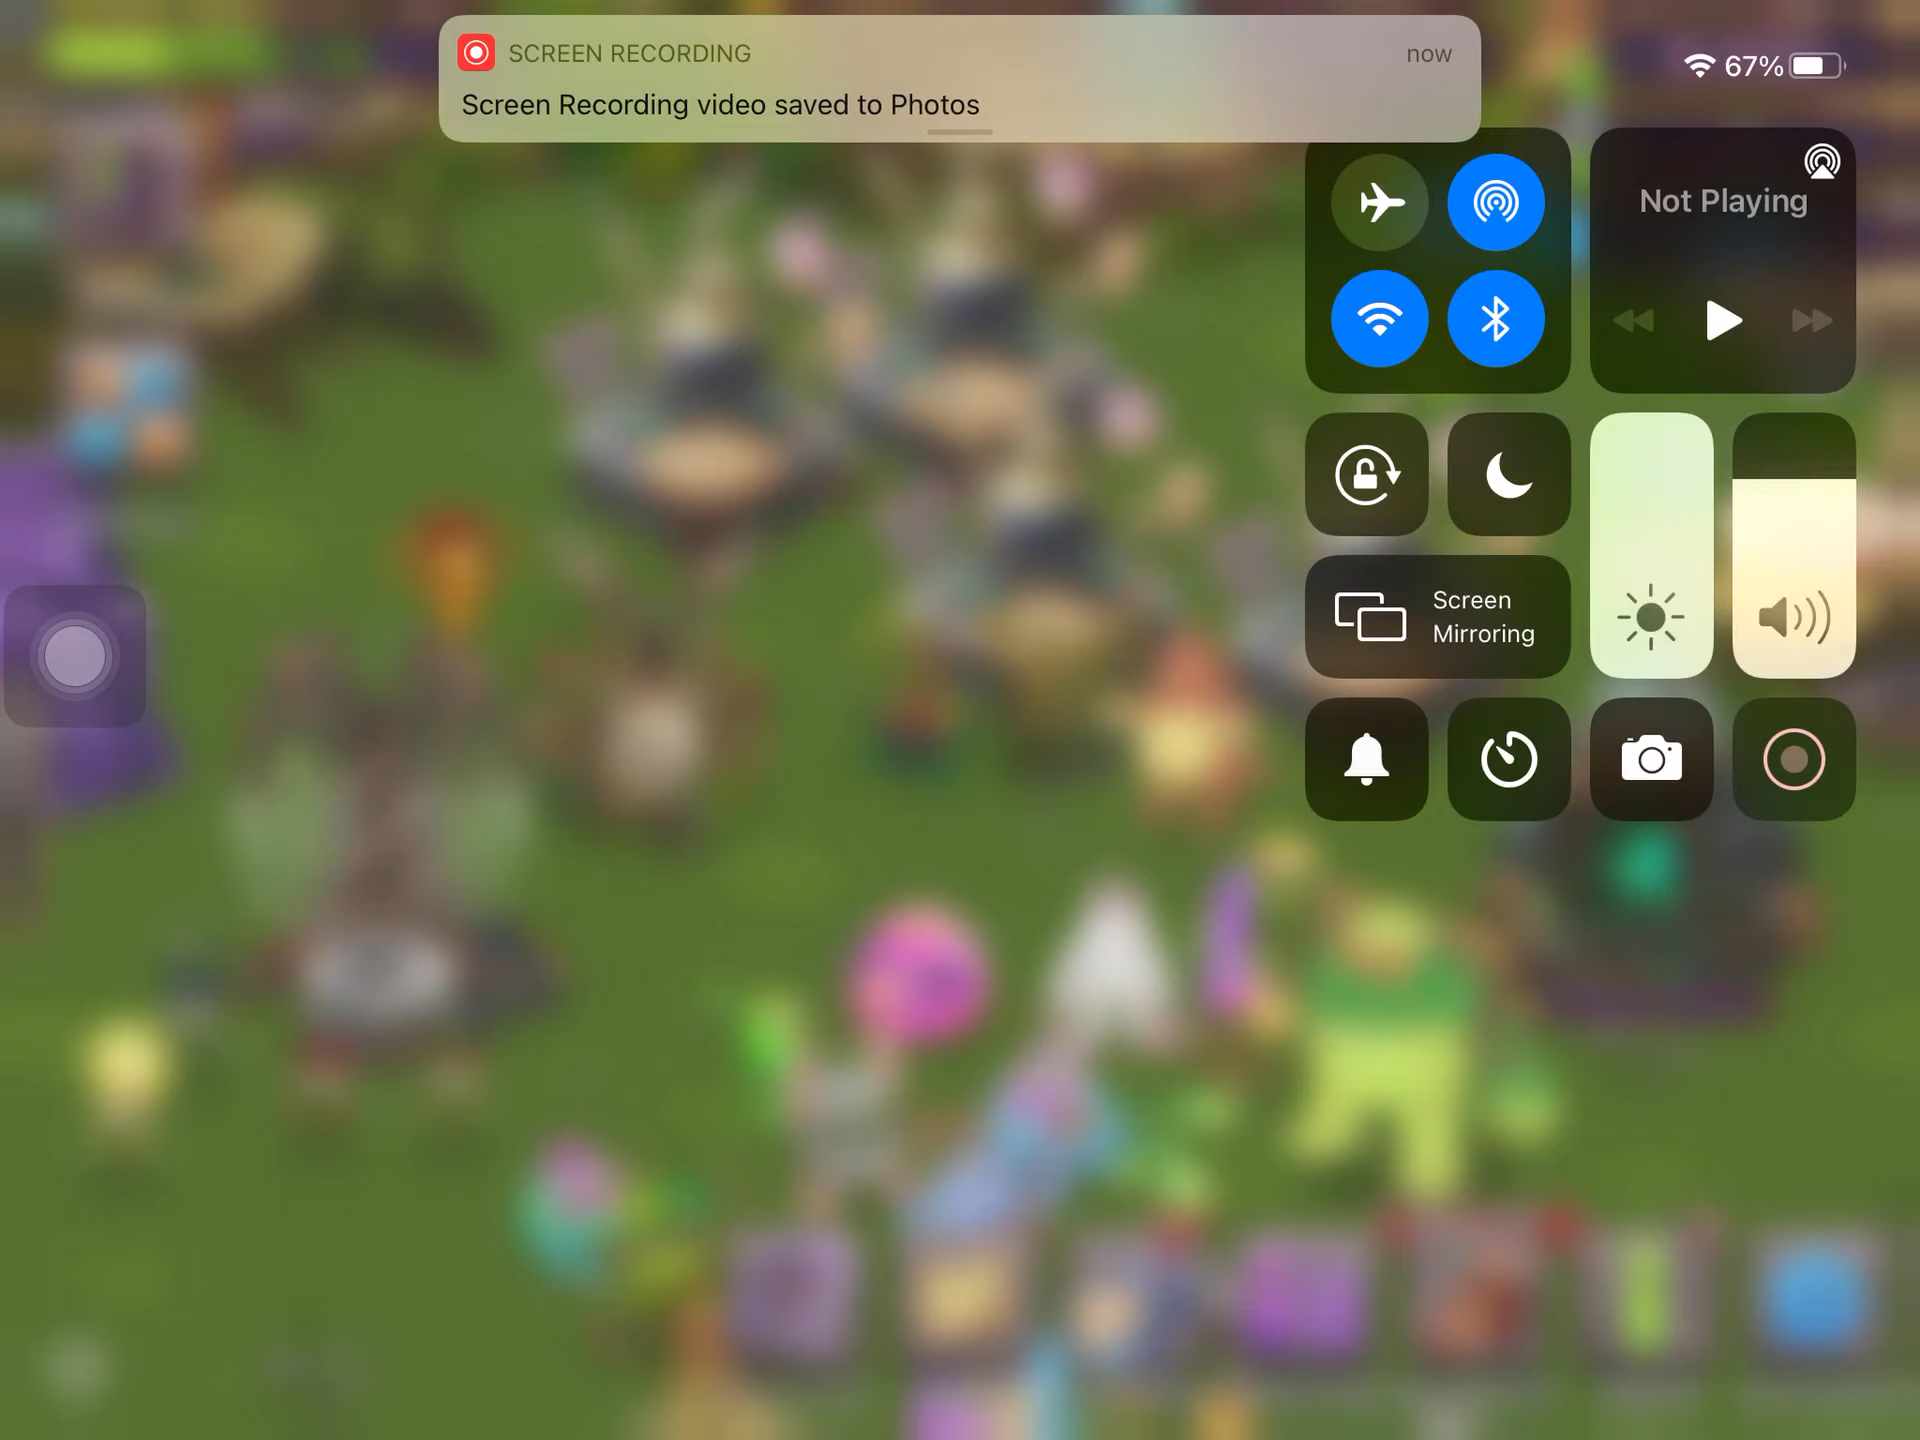 SCREEN RECORDING
now
Screen Recording video saved to Photos
67%
Not Playing
Screen
Mirroring